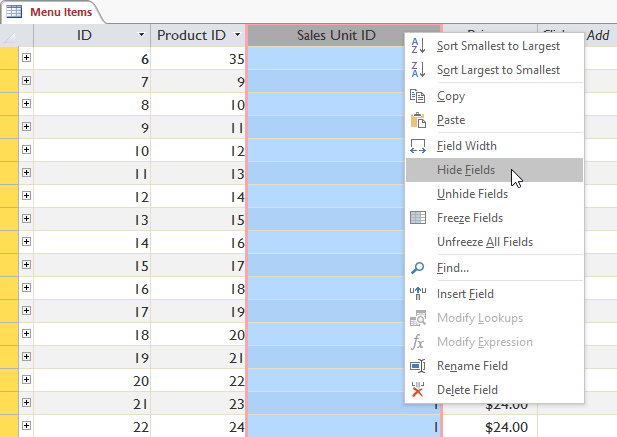 Menu Items
ID Product ID Sales Unit ID Add
6 35
7 9
8 10
9 11
10 12
11 13
12 14
13 15
14 16
15 17
16 18
17 19
18 20
19 21
20 22
21 23 1 $24.00
22 24 1 $24.00
Sort Smallest to Largest
Sort Largest to Smallest
Copy
Paste
Field Width
Hide Fields
Unhide Fields
Freeze Fields
Unfreeze All Fields
Find...
Insert Field
Modify Lookups
Modify Expression
Rename Field
Delete Field